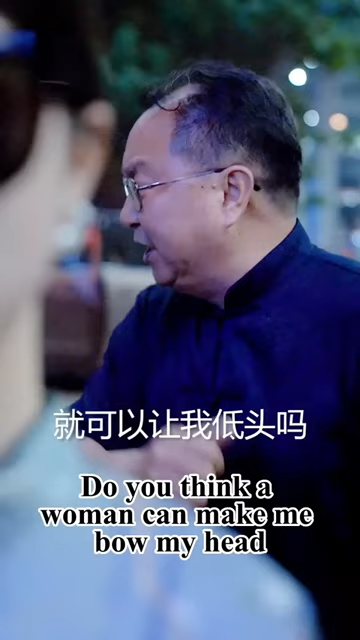 就可以让我低头吗
Do you think a
woman can make me
bow my head